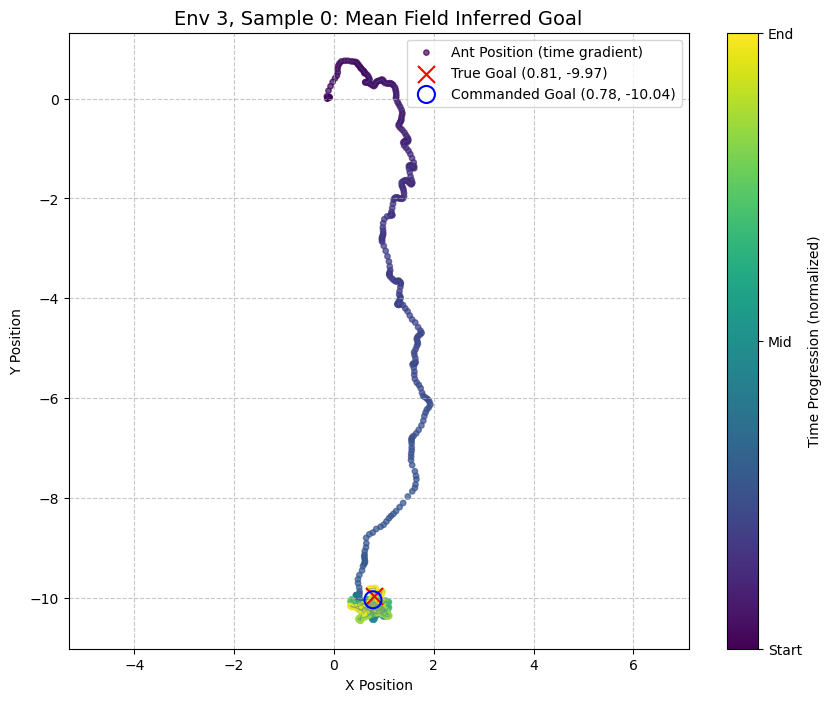 Env 3, Sample 0: Mean Field Inferred Goal
Ant Position (time gradient)
True Goal (0.81, -9.97)
Commanded Goal (0.78, -10.04)
0
−2
−4
−6
−8
−10
Y Position
−4
−2
0
2
4
6
X Position
End
Mid
Start
Time Progression (normalized)